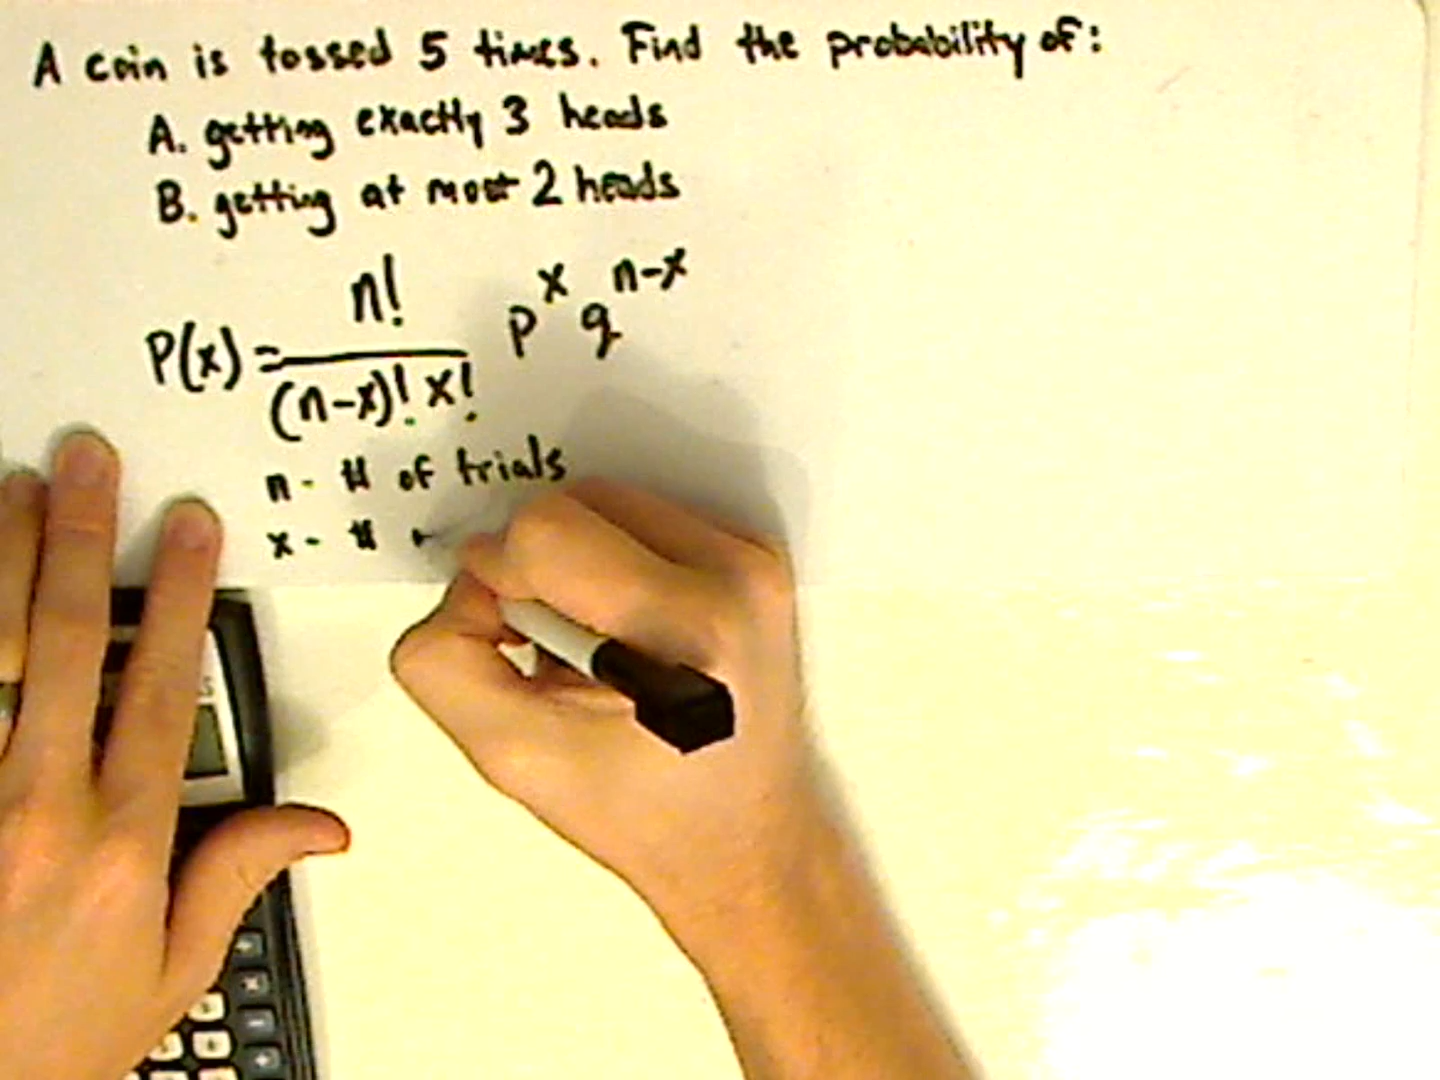 A coin is tossed 5 times. Find the probability of:
A. getting exactly 3 heads
B. getting at most 2 heads
P(x) = n! / (n-x)! x! p^x q^(n-x)
n - # of trials
x - #